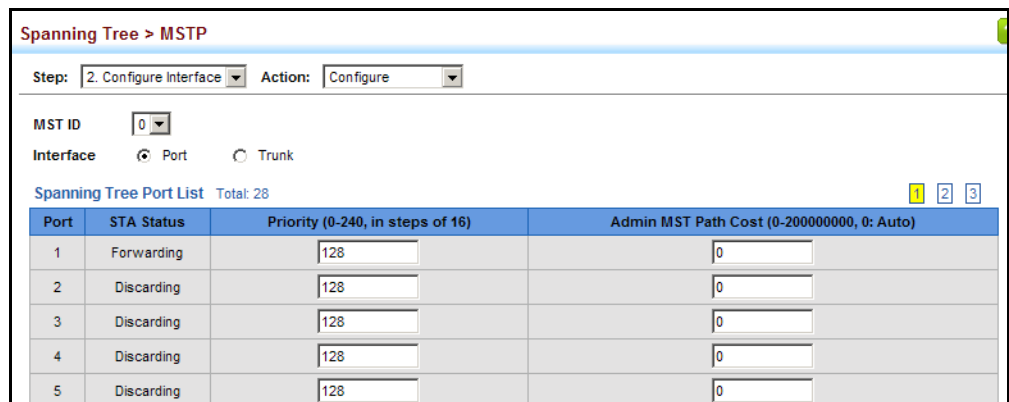 Spanning Tree > MSTP
Step: 2. Configure Interface Action: Configure
MST ID 0
Interface Port Trunk
Spanning Tree Port List Total: 28 1 2 3
Port STA Status Priority (0-240, in steps of 16) Admin MST Path Cost (0-200000000, 0: Auto)
1 Forwarding 128 0
2 Discarding 128 0
3 Discarding 128 0
4 Discarding 128 0
5 Discarding 128 0